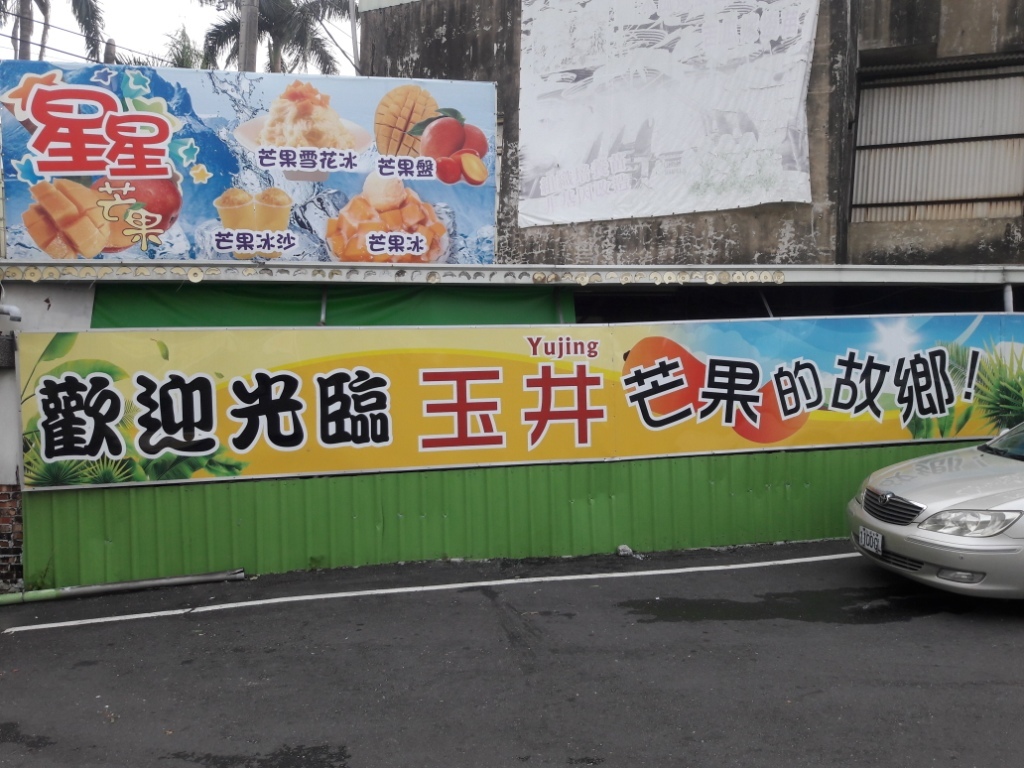 星星
芒果
芒果雪花冰
芒果盤
芒果冰沙
芒果冰
Yujing
歡迎光臨 玉井 芒果的故鄉！